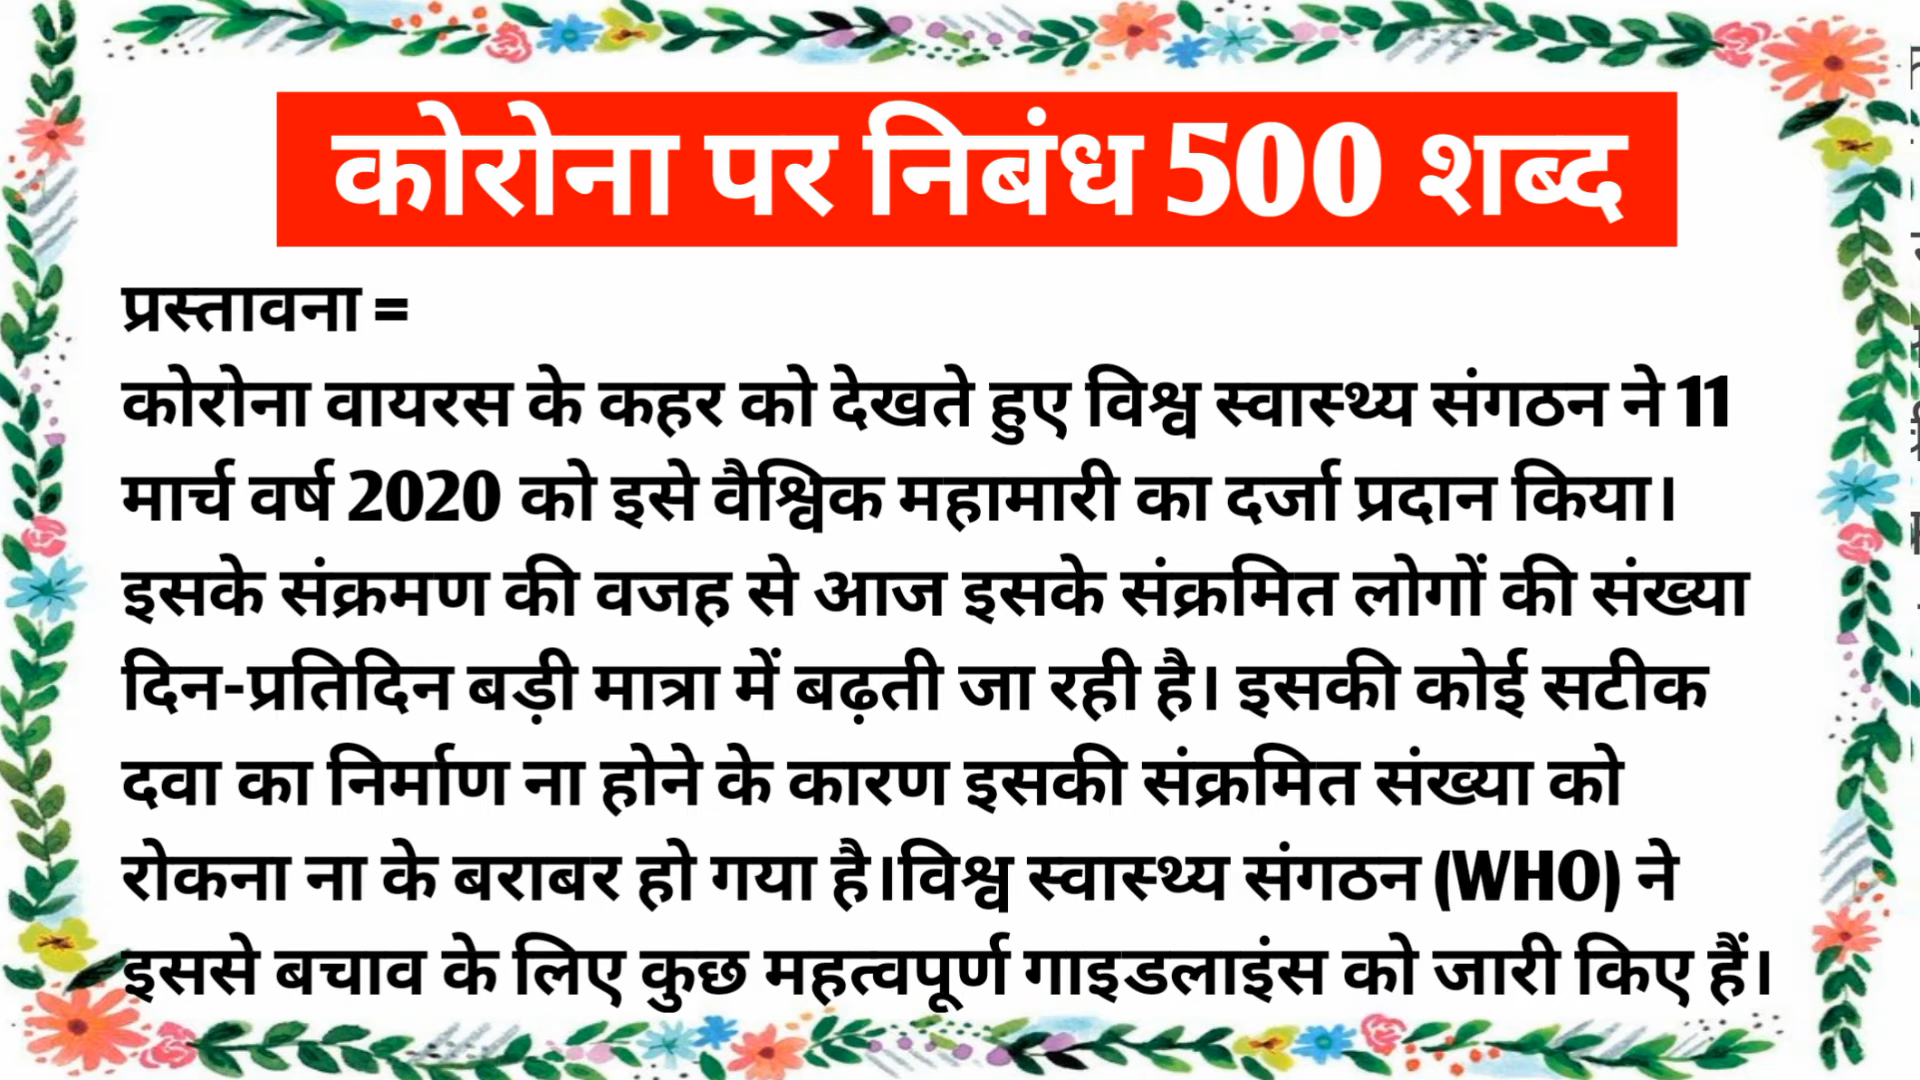 कोरोना पर निबंध 500 शब्द
प्रस्तावना =
कोरोना वायरस के कहर को देखते हुए विश्व स्वास्थ्य संगठन ने 11
मार्च वर्ष 2020 को इसे वैश्विक महामारी का दर्जा प्रदान किया।
इसके संक्रमण की वजह से आज इसके संक्रमित लोगों की संख्या
दिन-प्रतिदिन बड़ी मात्रा में बढ़ती जा रही है। इसकी कोई सटीक
दवा का निर्माण ना होने के कारण इसकी संक्रमित संख्या को
रोकना ना के बराबर हो गया है।विश्व स्वास्थ्य संगठन (WHO) ने
इससे बचाव के लिए कुछ महत्वपूर्ण गाइडलाइंस को जारी किए हैं।